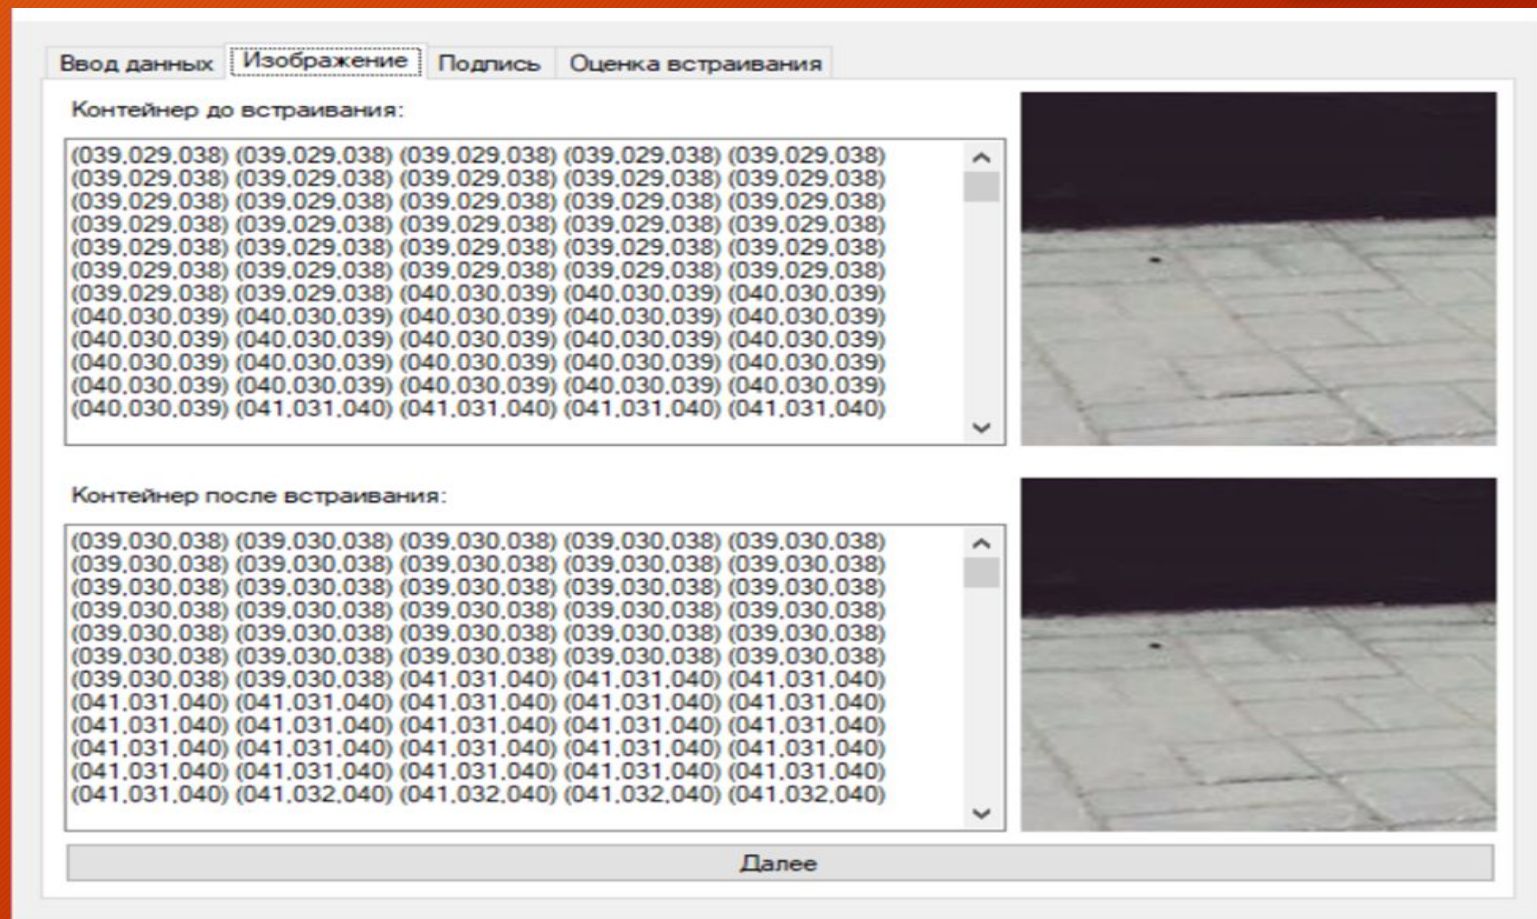 Ввод данных Изображение Подпись Оценка встраивания
Контейнер до встраивания:
(039,029,038) (039,029,038) (039,029,038) (039,029,038) (039,029,038)
(039,029,038) (039,029,038) (039,029,038) (039,029,038) (039,029,038)
(039,029,038) (039,029,038) (039,029,038) (039,029,038) (039,029,038)
(039,029,038) (039,029,038) (039,029,038) (039,029,038) (039,029,038)
(039,029,038) (039,029,038) (039,029,038) (039,029,038) (039,029,038)
(039,029,038) (039,029,038) (039,029,038) (039,029,038) (039,029,038)
(039,029,038) (039,029,038) (040,030,039) (040,030,039) (040,030,039)
(040,030,039) (040,030,039) (040,030,039) (040,030,039) (040,030,039)
(040,030,039) (040,030,039) (040,030,039) (040,030,039) (040,030,039)
(040,030,039) (040,030,039) (040,030,039) (040,030,039) (040,030,039)
(040,030,039) (040,030,039) (040,030,039) (040,030,039) (040,030,039)
(040,030,039) (041,031,040) (041,031,040) (041,031,040) (041,031,040)
Контейнер после встраивания:
(039,030,038) (039,030,038) (039,030,038) (039,030,038) (039,030,038)
(039,030,038) (039,030,038) (039,030,038) (039,030,038) (039,030,038)
(039,030,038) (039,030,038) (039,030,038) (039,030,038) (039,030,038)
(039,030,038) (039,030,038) (039,030,038) (039,030,038) (039,030,038)
(039,030,038) (039,030,038) (039,030,038) (039,030,038) (039,030,038)
(039,030,038) (039,030,038) (039,030,038) (039,030,038) (039,030,038)
(039,030,038) (039,030,038) (041,031,040) (041,031,040) (041,031,040)
(041,031,040) (041,031,040) (041,031,040) (041,031,040) (041,031,040)
(041,031,040) (041,031,040) (041,031,040) (041,031,040) (041,031,040)
(041,031,040) (041,031,040) (041,031,040) (041,031,040) (041,031,040)
(041,031,040) (041,031,040) (041,031,040) (041,031,040) (041,031,040)
(041,031,040) (041,032,040) (041,032,040) (041,032,040) (041,032,040)
Далее